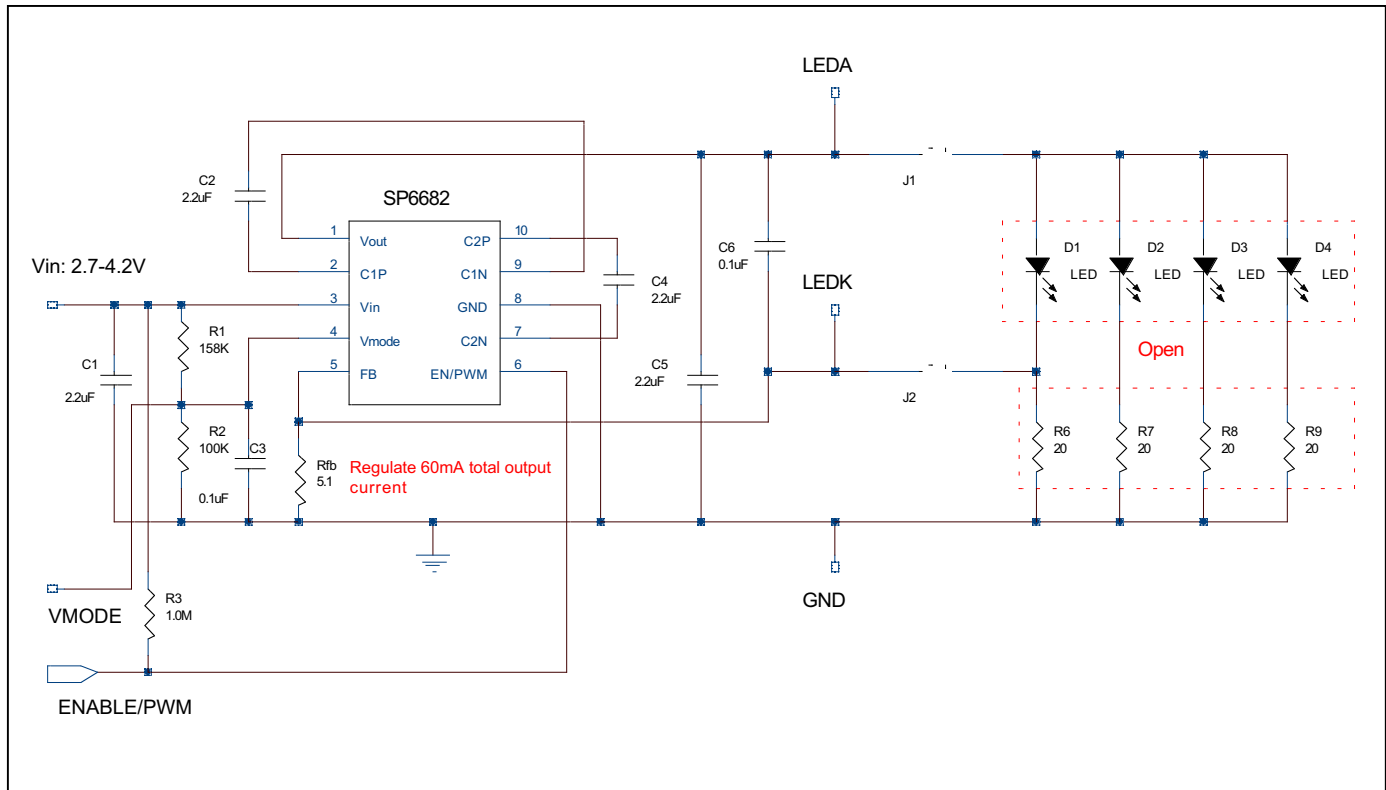 LEDA
C2
2.2uF
SP6682
J1
1
Vout
C2P
10
2
C1P
C1N
9
3
Vin
GND
8
4
Vmode
C2N
7
5
FB
EN/PWM
6
Vin: 2.7-4.2V
C4
2.2uF
C6
0.1uF
LEDK
D1
LED
D2
LED
D3
LED
D4
LED
Open
R1
158K
C1
2.2uF
C5
2.2uF
J2
R2
100K
C3
0.1uF
Rfb
5.1
Regulate 60mA total output
current
R6
20
R7
20
R8
20
R9
20
VMODE
R3
1.0M
GND
ENABLE/PWM